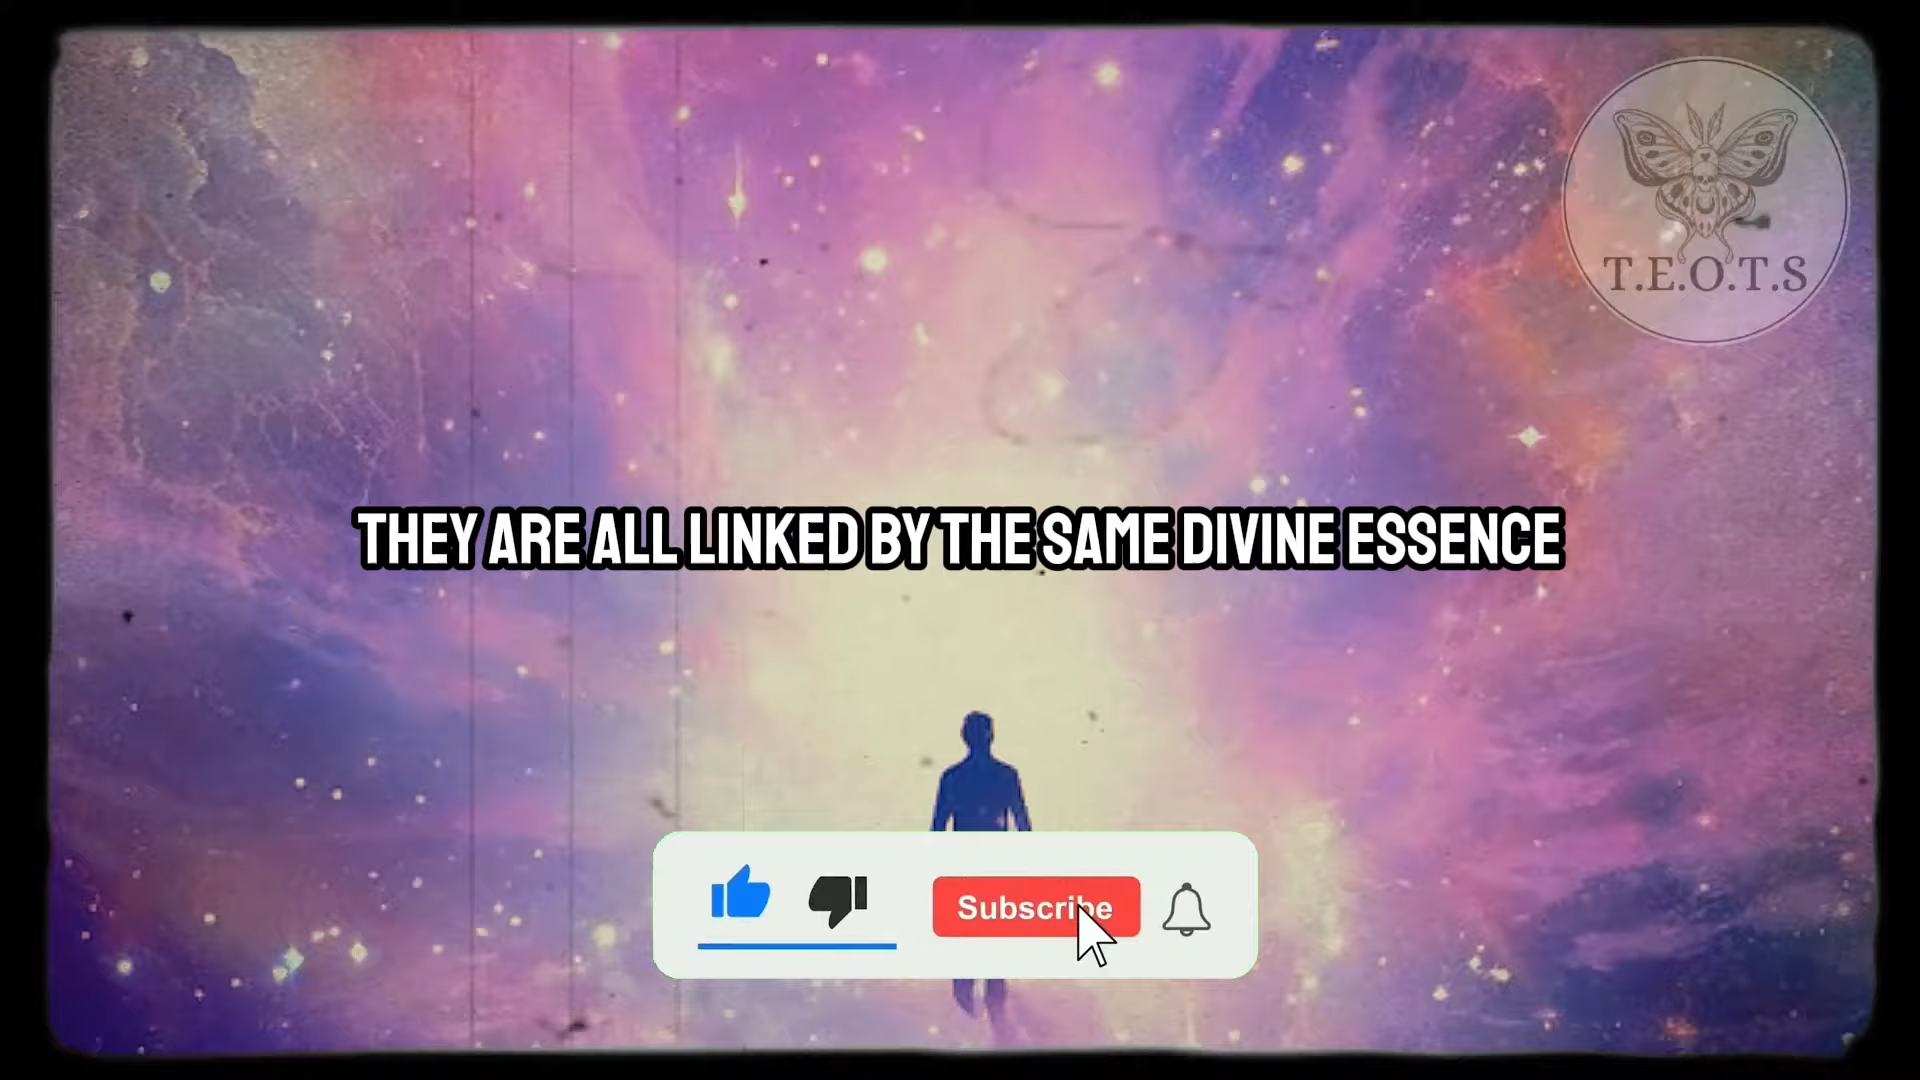 T.E.O.T.S
THEY ARE ALL LINKED BY THE SAME DIVINE ESSENCE
Subscribe